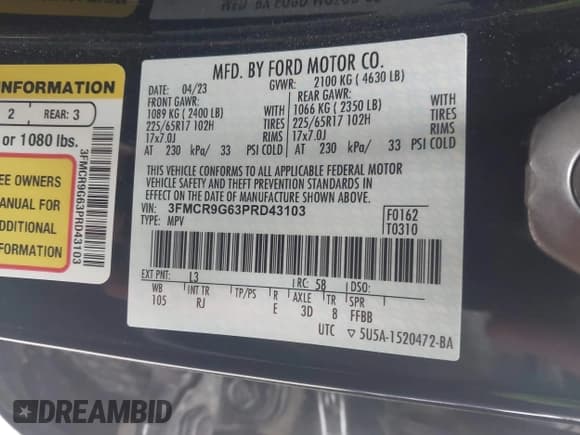 INFORMATION
2 REAR: 3
or 1080 lbs.
EE OWNERS
MANUAL FOR
ADDITIONAL
FORMATION
3FMCR9G63PRD43103
MFD. BY FORD MOTOR CO.
DATE: 04/23 GVWR: 2100 KG ( 4630 LB)
FRONT GAWR: REAR GAWR:
1089 KG ( 2400 LB) WITH 1066 KG ( 2350 LB) WITH
225/65R17 102H TIRES 225/65R17 102H TIRES
17x7.0J RIMS 17x7.0J RIMS
AT 230 kPa/ 33 PSI COLD AT 230 kPa/ 33 PSI COLD
THIS VEHICLE CONFORMS TO ALL APPLICABLE FEDERAL MOTOR
VEHICLE SAFETY AND THEFT PREVENTION STANDARDS IN
EFFECT ON THE DATE OF MANUFACTURE SHOWN ABOVE.
VIN: 3FMCR9G63PRD43103 F0162
TYPE: MPV T0310
EXT PNT: L3 RC: 58 DSO:
WB INT TR TP/PS R AXLE TR SPR
105 RJ E 3D 8 FFBB
UTC ▽ 5U5A-1520472-BA
DREAMBID